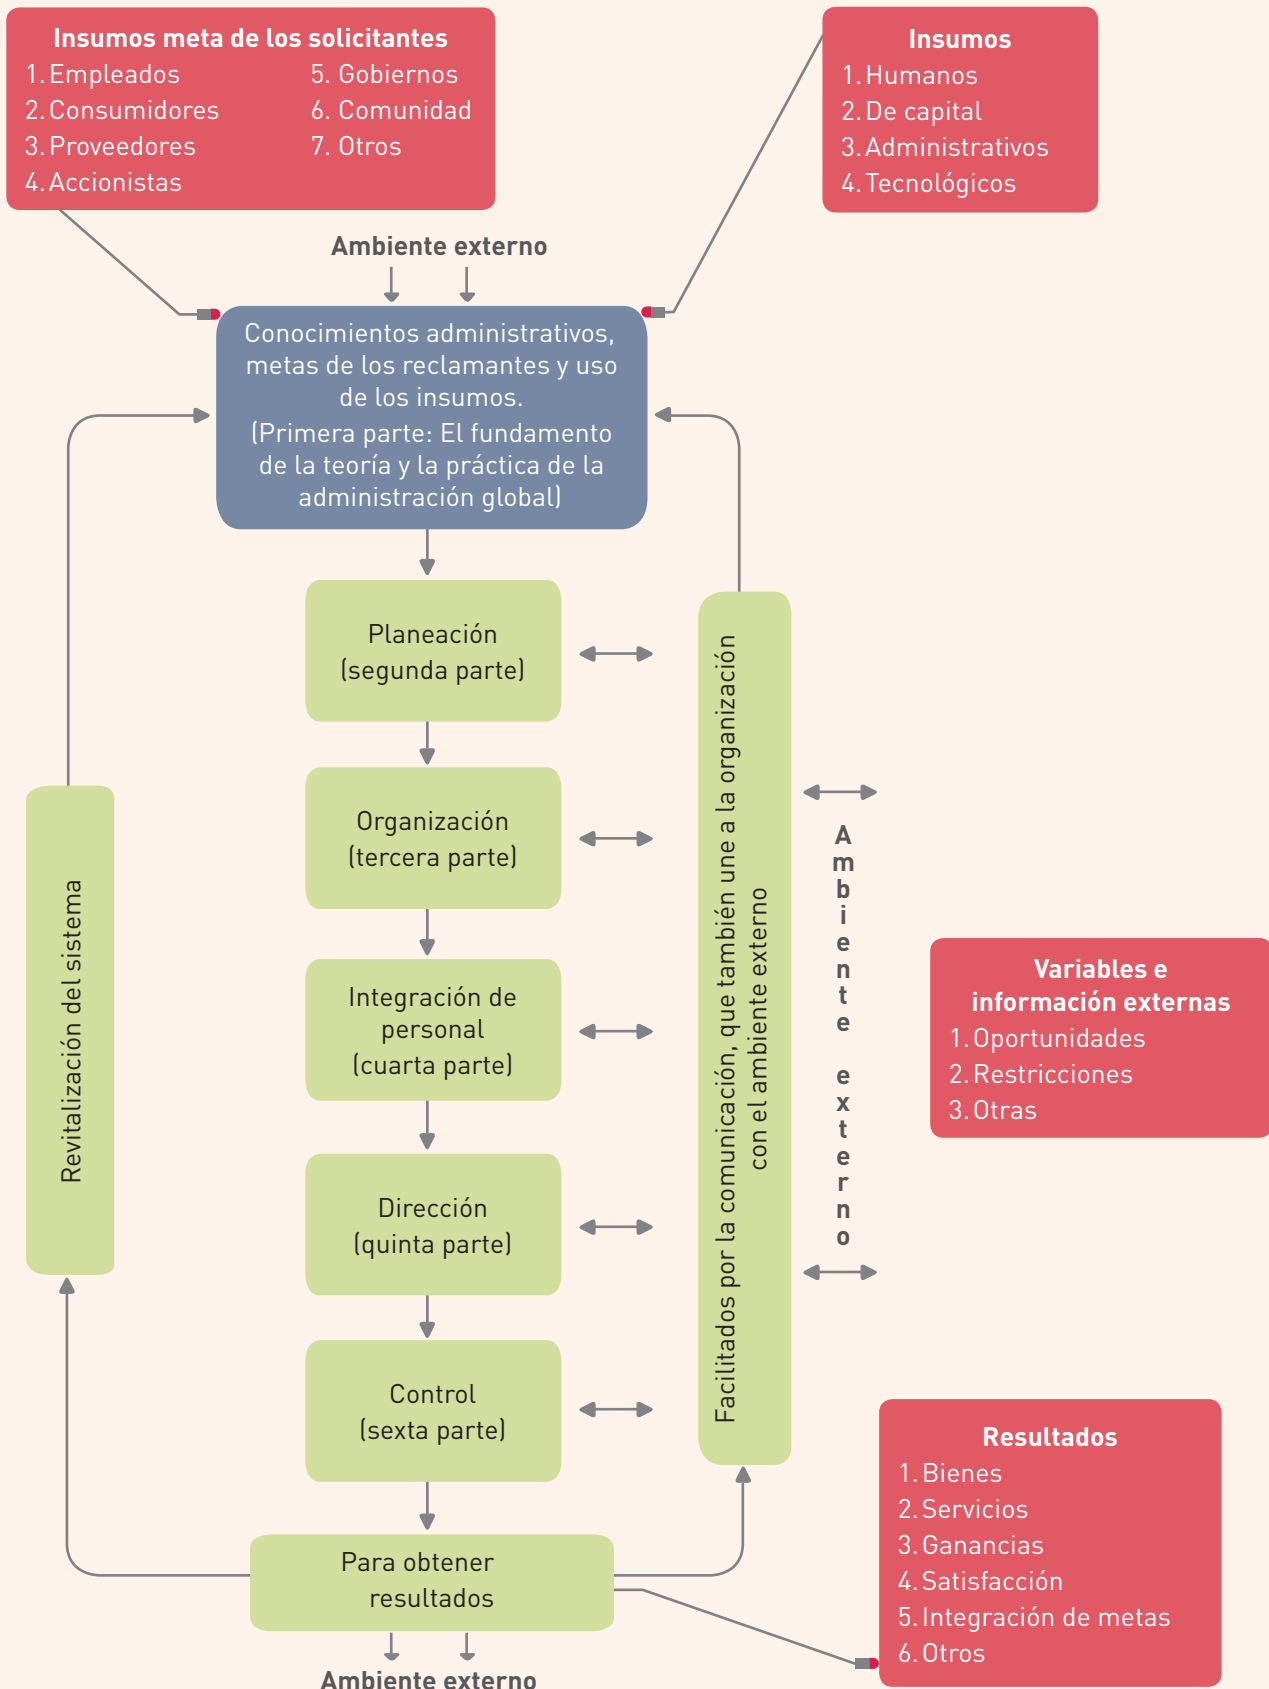 Insumos meta de los solicitantes
1. Empleados
2. Consumidores
3. Proveedores
4. Accionistas
5. Gobiernos
6. Comunidad
7. Otros
Insumos
1. Humanos
2. De capital
3. Administrativos
4. Tecnológicos
Ambiente externo
Conocimientos administrativos,
metas de los reclamantes y uso
de los insumos.
(Primera parte: El fundamento
de la teoría y la práctica de la
administración global)
Planeación
(segunda parte)
Organización
(tercera parte)
Integración de
personal
(cuarta parte)
Dirección
(quinta parte)
Control
(sexta parte)
Para obtener
resultados
Ambiente externo
Revitalización del sistema
Facilitados por la comunicación, que también une a la organización
con el ambiente externo
Ambiente externo
Variables e
información externas
1. Oportunidades
2. Restricciones
3. Otras
Resultados
1. Bienes
2. Servicios
3. Ganancias
4. Satisfacción
5. Integración de metas
6. Otros